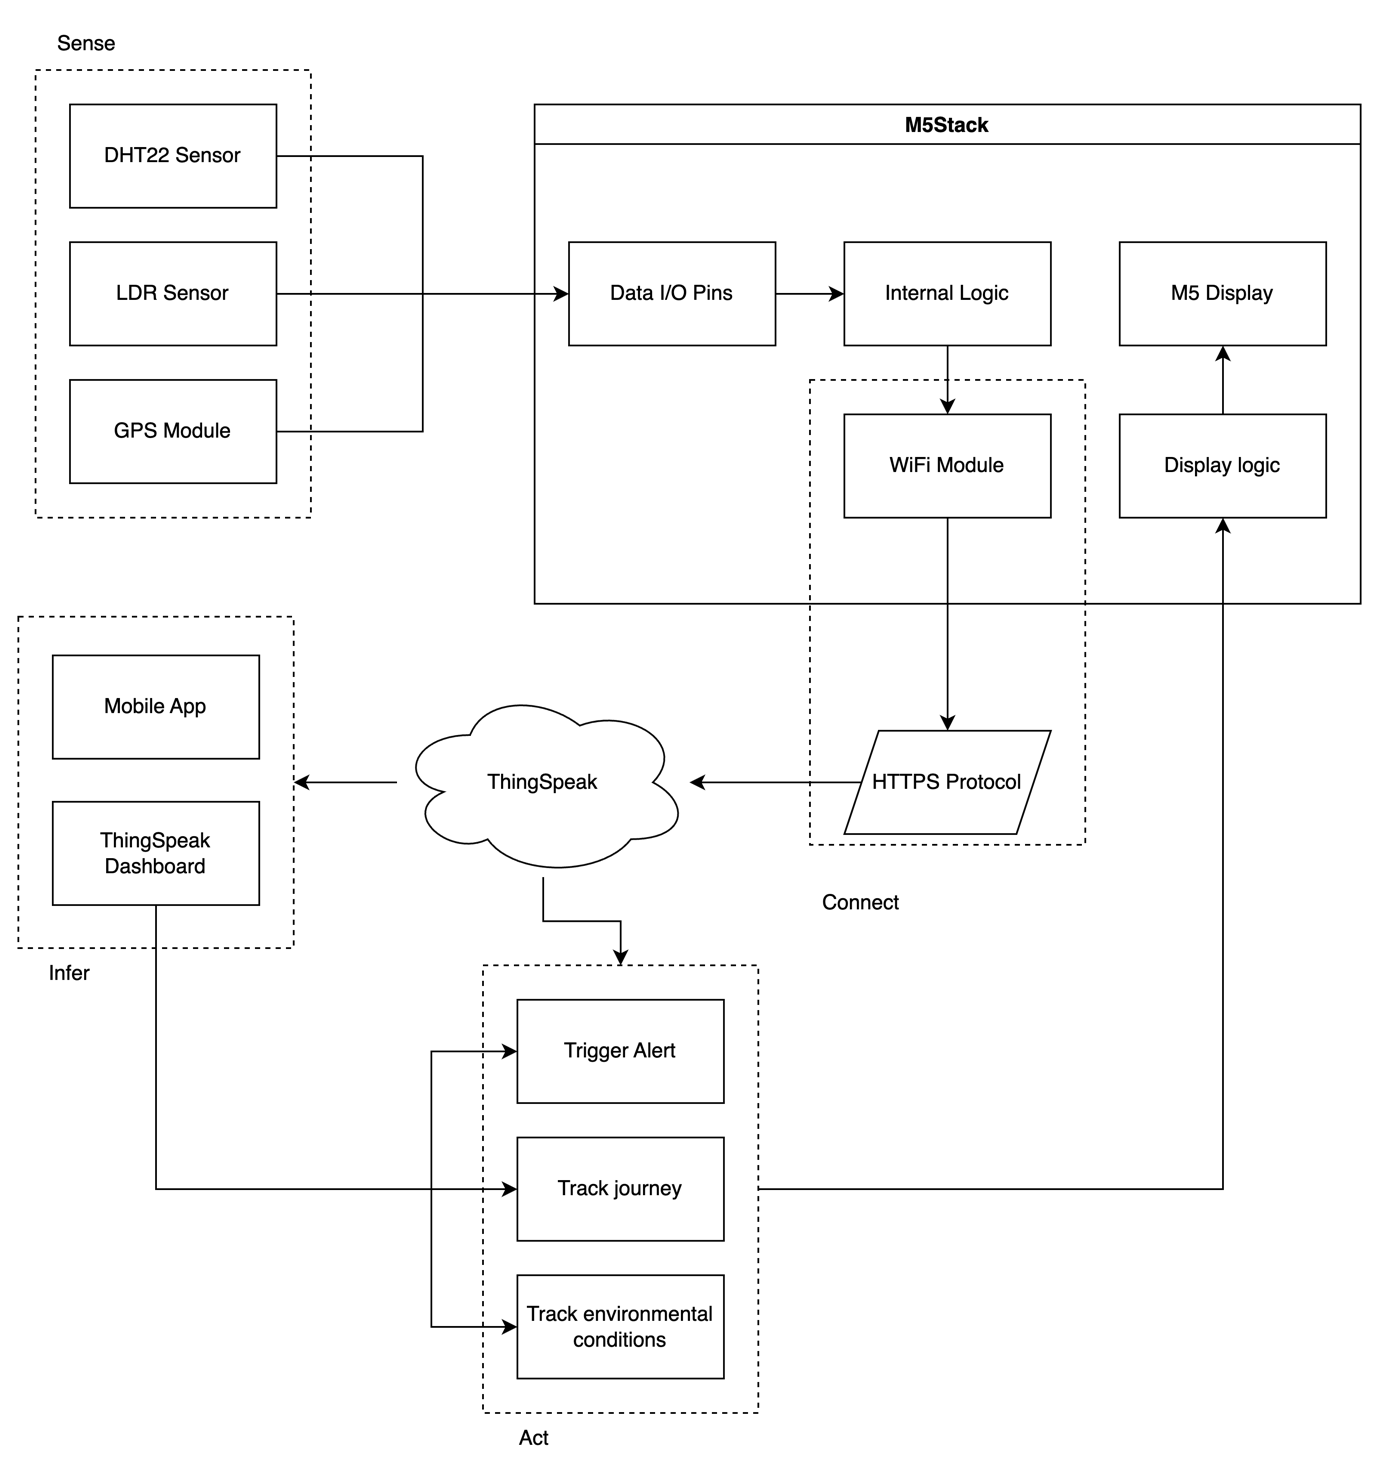 Sense
DHT22 Sensor
LDR Sensor
GPS Module
M5Stack
Data I/O Pins
Internal Logic
M5 Display
WiFi Module
Display logic
HTTPS Protocol
Connect
ThingSpeak
Mobile App
ThingSpeak
Dashboard
Infer
Trigger Alert
Track journey
Track environmental
conditions
Act